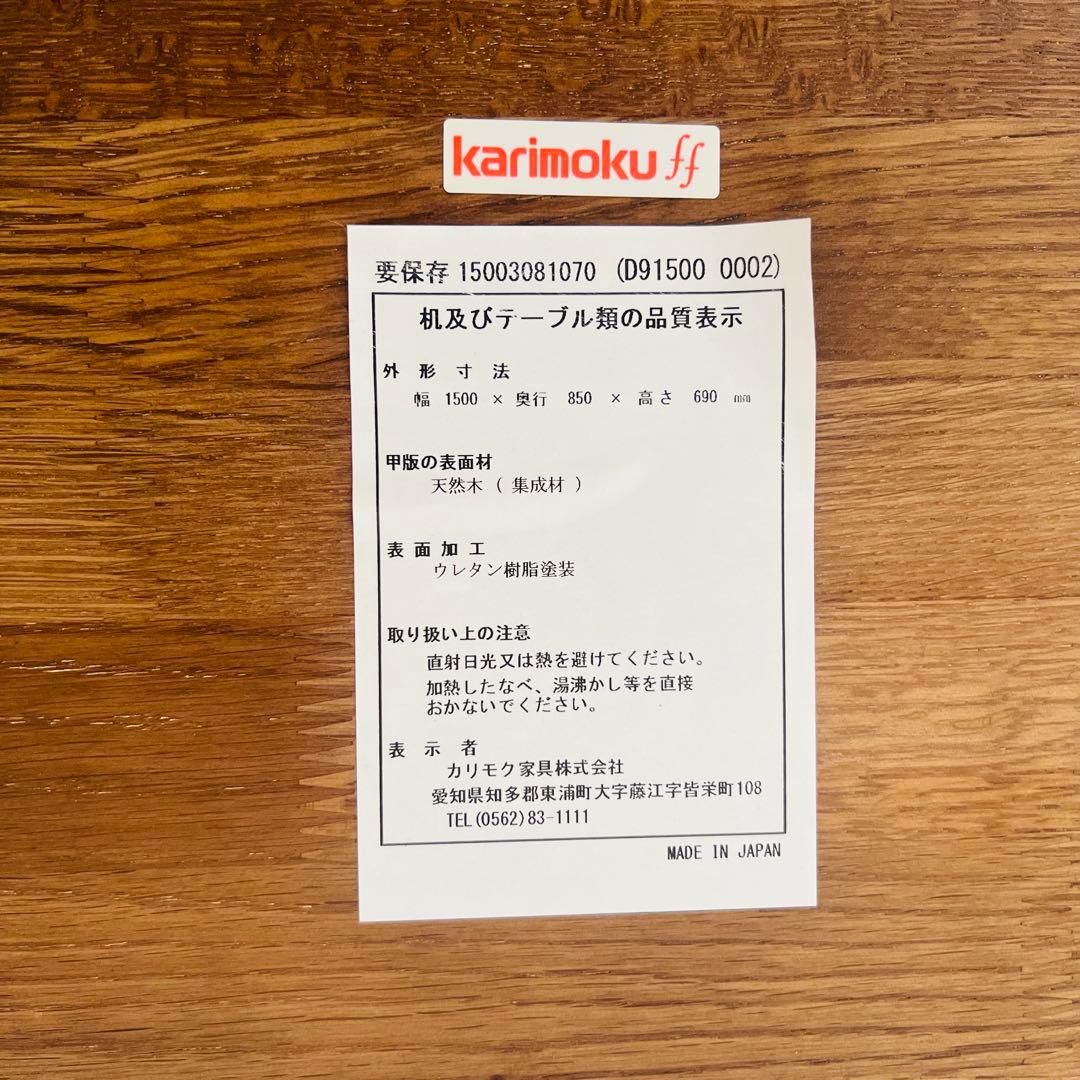 karimoku ff
要保存 15003081070 (D91500 0002)
机及びテーブル類の品質表示
外形寸法
幅 1500 × 奥行 850 × 高さ 690 mm
甲版の表面材
天然木 ( 集成材 )
表面加工
ウレタン樹脂塗装
取り扱い上の注意
直射日光又は熱を避けてください。
加熱したなべ、湯沸かし等を直接
おかないでください。
表示者
カリモク家具株式会社
愛知県知多郡東浦町大字藤江字皆栄町108
TEL(0562)83-1111
MADE IN JAPAN